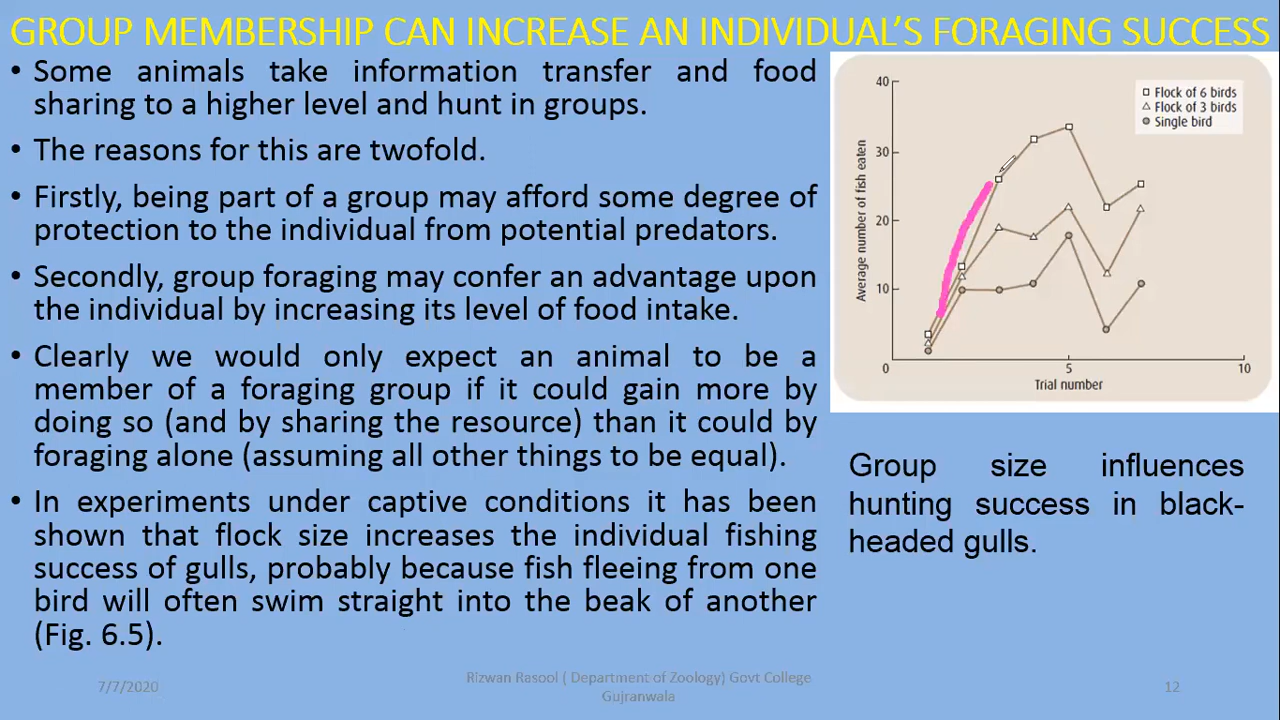 GROUP MEMBERSHIP CAN INCREASE AN INDIVIDUAL'S FORAGING SUCCESS
• Some animals take information transfer and food
sharing to a higher level and hunt in groups.
• The reasons for this are twofold.
• Firstly, being part of a group may afford some degree of
protection to the individual from potential predators.
• Secondly, group foraging may confer an advantage upon
the individual by increasing its level of food intake.
• Clearly we would only expect an animal to be a
member of a foraging group if it could gain more by
doing so (and by sharing the resource) than it could by
foraging alone (assuming all other things to be equal).
• In experiments under captive conditions it has been
shown that flock size increases the individual fishing
success of gulls, probably because fish fleeing from one
bird will often swim straight into the beak of another
(Fig. 6.5).
40
30
20
10
0
5
10
Average number of fish eaten
Trial number
Flock of 6 birds
Flock of 3 birds
Single bird
Group size influences
hunting success in black-
headed gulls.
7/7/2020
Rizwan Rasool ( Department of Zoology) Govt College
Gujranwala
12